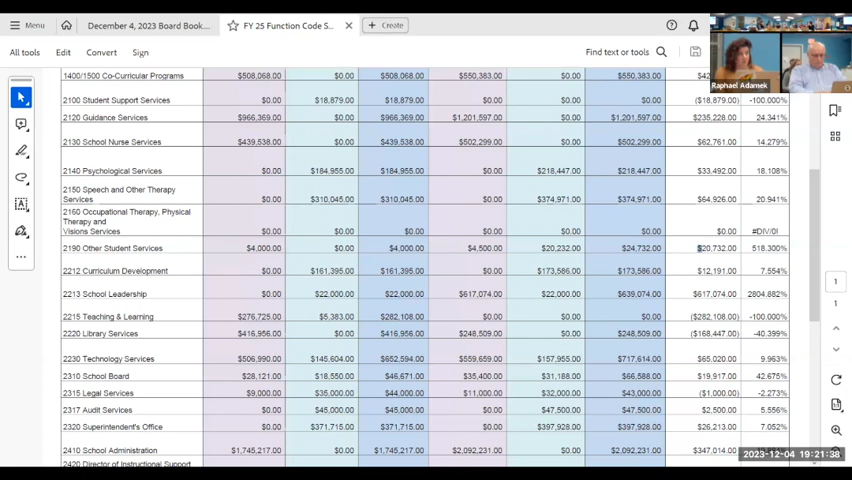 Menu December 4, 2023 Board Book... FY 25 Function Code S... Create
All tools Edit Convert Sign Find text or tools
Raphael Adamek
1400/1500 Co-Curricular Programs $508,068.00 $0.00 $508,068.00 $550,383.00 $0.00 $550,383.00
2100 Student Support Services $0.00 $18,879.00 $18,879.00 $0.00 $0.00 $0.00 ($18,879.00) -100.000%
2120 Guidance Services $966,369.00 $0.00 $966,369.00 $1,201,597.00 $0.00 $1,201,597.00 $235,228.00 24.341%
2130 School Nurse Services $439,538.00 $0.00 $439,538.00 $502,299.00 $0.00 $502,299.00 $62,761.00 14.279%
2140 Psychological Services $0.00 $184,955.00 $184,955.00 $0.00 $218,447.00 $218,447.00 $33,492.00 18.108%
2150 Speech and Other Therapy
Services $0.00 $310,045.00 $310,045.00 $0.00 $374,971.00 $374,971.00 $64,926.00 20.941%
2160 Occupational Therapy, Physical
Therapy and
Visions Services $0.00 $0.00 $0.00 $0.00 $0.00 $0.00 $0.00 #DIV/0!
2190 Other Student Services $4,000.00 $0.00 $4,000.00 $4,500.00 $20,232.00 $24,732.00 $20,732.00 518.300%
2212 Curriculum Development $0.00 $161,395.00 $161,395.00 $0.00 $173,586.00 $173,586.00 $12,191.00 7.554%
2213 School Leadership $0.00 $22,000.00 $22,000.00 $617,074.00 $22,000.00 $639,074.00 $617,074.00 2804.882%
2215 Teaching & Learning $276,725.00 $5,383.00 $282,108.00 $0.00 $0.00 $0.00 ($282,108.00) -100.000%
2220 Library Services $416,956.00 $0.00 $416,956.00 $248,509.00 $0.00 $248,509.00 ($168,447.00) -40.399%
2230 Technology Services $506,990.00 $145,604.00 $652,594.00 $559,659.00 $157,955.00 $717,614.00 $65,020.00 9.963%
2310 School Board $28,121.00 $18,550.00 $46,671.00 $35,400.00 $31,188.00 $66,588.00 $19,917.00 42.675%
2315 Legal Services $9,000.00 $35,000.00 $44,000.00 $11,000.00 $32,000.00 $43,000.00 ($1,000.00) -2.273%
2317 Audit Services $0.00 $45,000.00 $45,000.00 $0.00 $47,500.00 $47,500.00 $2,500.00 5.556%
2320 Superintendent's Office $0.00 $371,715.00 $371,715.00 $0.00 $397,928.00 $397,928.00 $26,213.00 7.052%
2410 School Administration $1,745,217.00 $0.00 $1,745,217.00 $2,092,231.00 $0.00 $2,092,231.00 $347,014.00
2420 Director of Instructional Support
1
1
2023-12-04 19:21:38